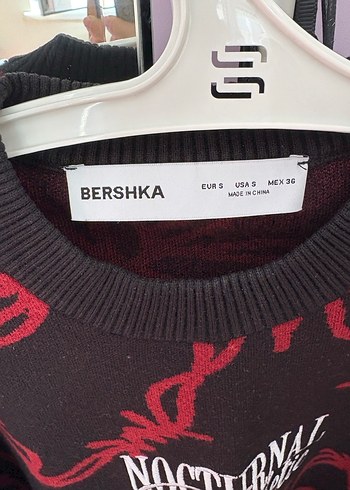 BERSHKA
EUR S USA S MEX 36
MADE IN CHINA
NOCTURNAL